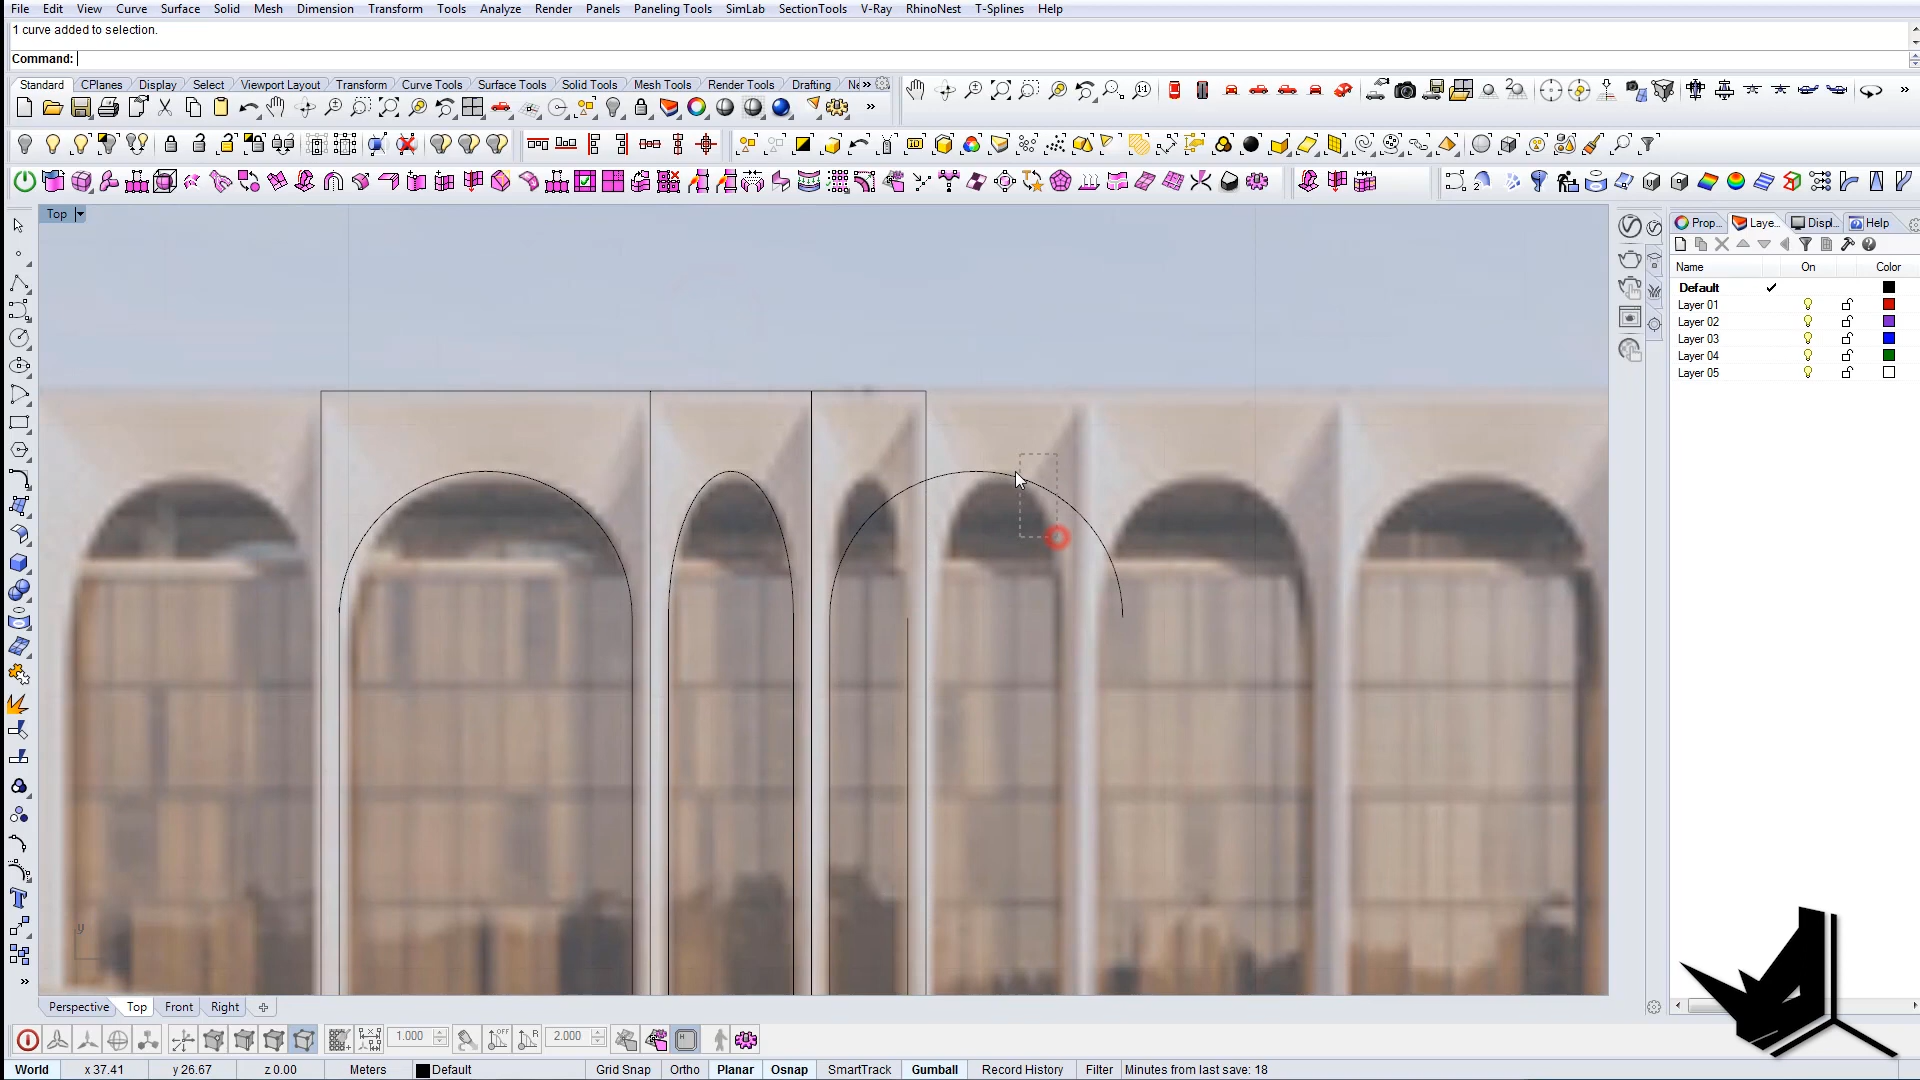 File Edit View Curve Surface Solid Mesh Dimension Transform Tools Analyze Render Panels Paneling Tools SimLab SectionTools V-Ray RhinoNest T-Splines Help
1 curve added to selection.
Command:
Standard CPlanes Display Select Viewport Layout Transform Curve Tools Surface Tools Solid Tools Mesh Tools Render Tools Drafting Ne »
Top
Prop... Laye... Displ... Help
Name On Color
Default
Layer 01
Layer 02
Layer 03
Layer 04
Layer 05
y
Perspective Top Front Right
1.000 2.000
World x 37.41 y 26.67 z 0.00 Meters Default Grid Snap Ortho Planar Osnap SmartTrack Gumball Record History Filter Minutes from last save: 18